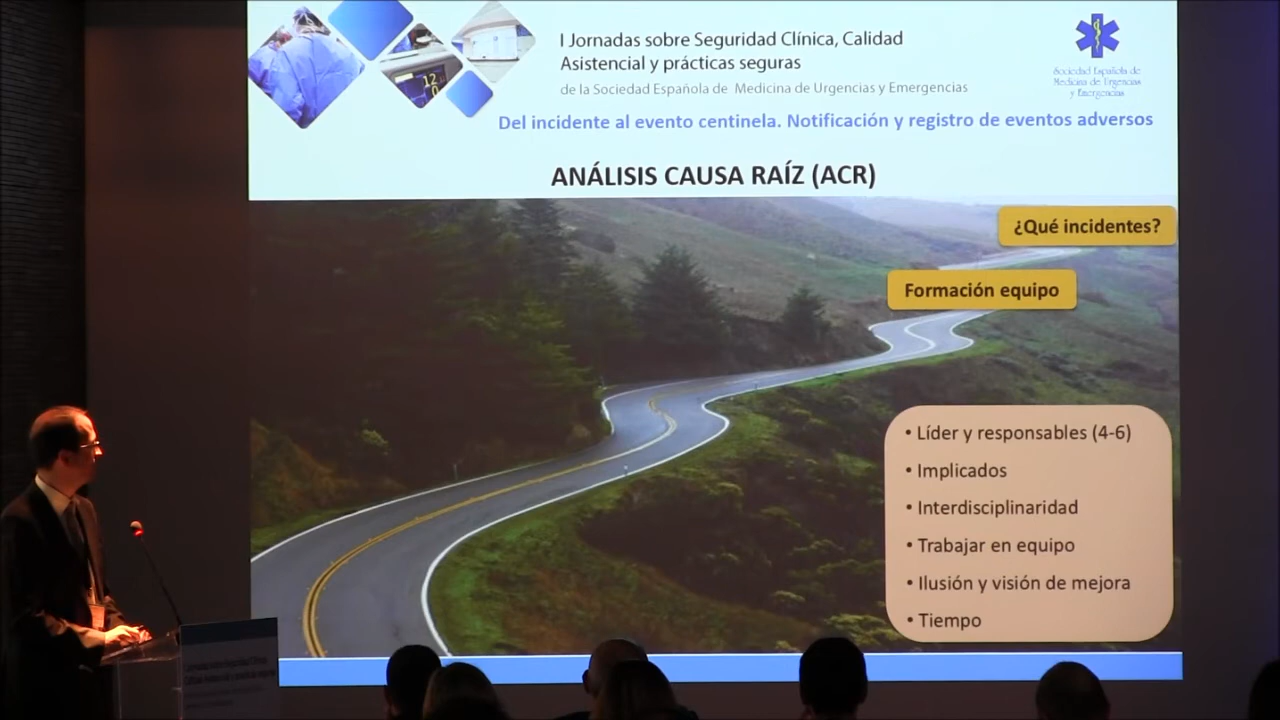 I Jornadas sobre Seguridad Clínica, Calidad
Asistencial y prácticas seguras
de la Sociedad Española de Medicina de Urgencias y Emergencias
Sociedad Española de
Medicina de Urgencias
y Emergencias
Del incidente al evento centinela. Notificación y registro de eventos adversos
ANÁLISIS CAUSA RAÍZ (ACR)
¿Qué incidentes?
Formación equipo
• Líder y responsables (4-6)
• Implicados
• Interdisciplinaridad
• Trabajar en equipo
• Ilusión y visión de mejora
• Tiempo
12
0